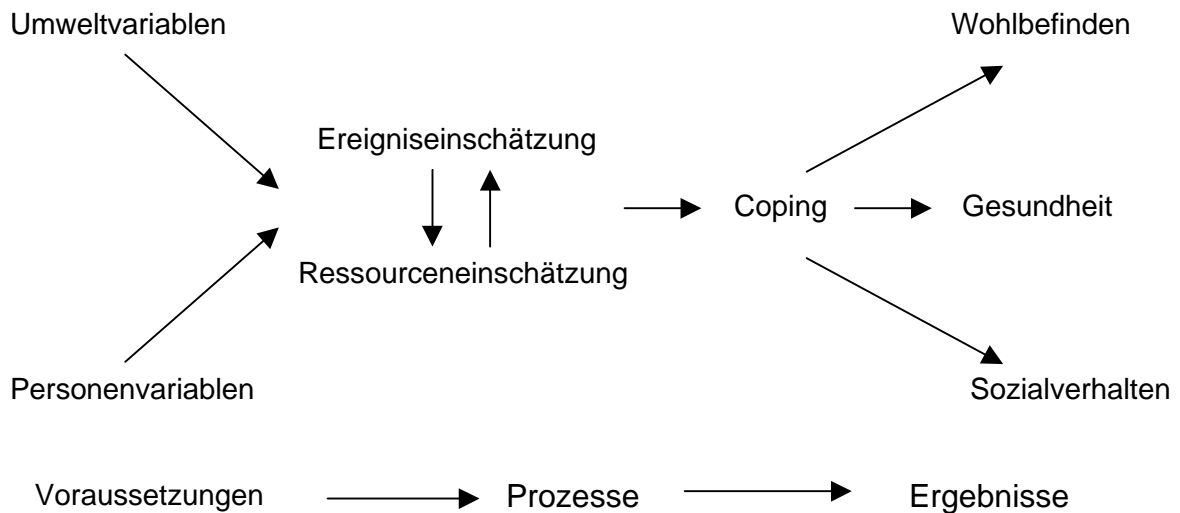 Umweltvariablen
Wohlbefinden
Ereigniseinschätzung
Coping
Gesundheit
Ressourceneinschätzung
Personenvariablen
Sozialverhalten
Voraussetzungen
Prozesse
Ergebnisse